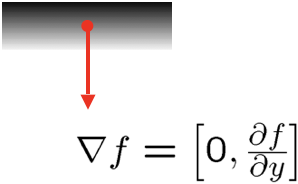 ∇f = [0, ∂f/∂y]